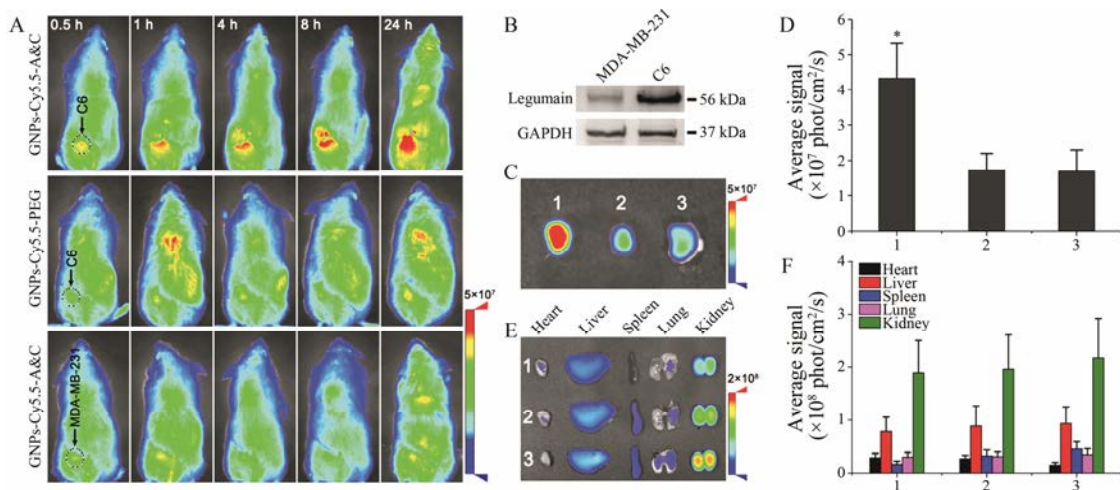 A
0.5 h 1 h 4 h 8 h 24 h
GNPs-Cy5.5-A&C
C6
GNPs-Cy5.5-PEG
C6
GNPs-Cy5.5-A&C
MDA-MB-231
5×10⁷
B
MDA-MB-231 C6
Legumain 56 kDa
GAPDH 37 kDa
C
1 2 3
5×10⁷
E
Heart Liver Spleen Lung Kidney
1
2
3
2×10⁸
D
Average signal
(×10⁷ phot/cm²/s)
6
5
4
3
2
1
0
*
1 2 3
F
Average signal
(×10⁸ phot/cm²/s)
4
3
2
1
0
Heart
Liver
Spleen
Lung
Kidney
1 2 3